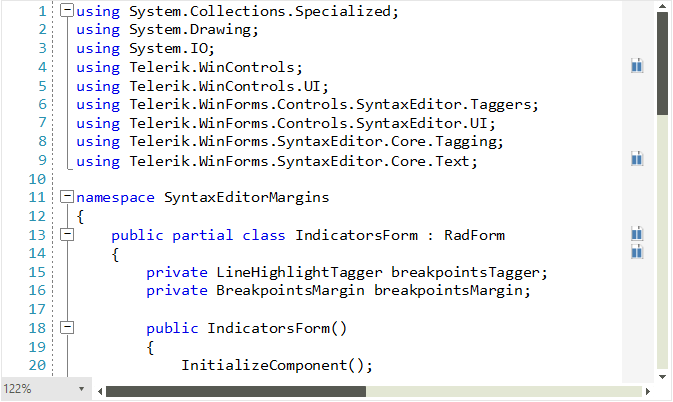 1 using System.Collections.Specialized;
2 using System.Drawing;
3 using System.IO;
4 using Telerik.WinControls;
5 using Telerik.WinControls.UI;
6 using Telerik.WinForms.Controls.SyntaxEditor.Taggers;
7 using Telerik.WinForms.Controls.SyntaxEditor.UI;
8 using Telerik.WinForms.SyntaxEditor.Core.Tagging;
9 using Telerik.WinForms.SyntaxEditor.Core.Text;
10
11 namespace SyntaxEditorMargins
12 {
13     public partial class IndicatorsForm : RadForm
14     {
15         private LineHighlightTagger breakpointsTagger;
16         private BreakpointsMargin breakpointsMargin;
17
18         public IndicatorsForm()
19         {
20             InitializeComponent();
122%